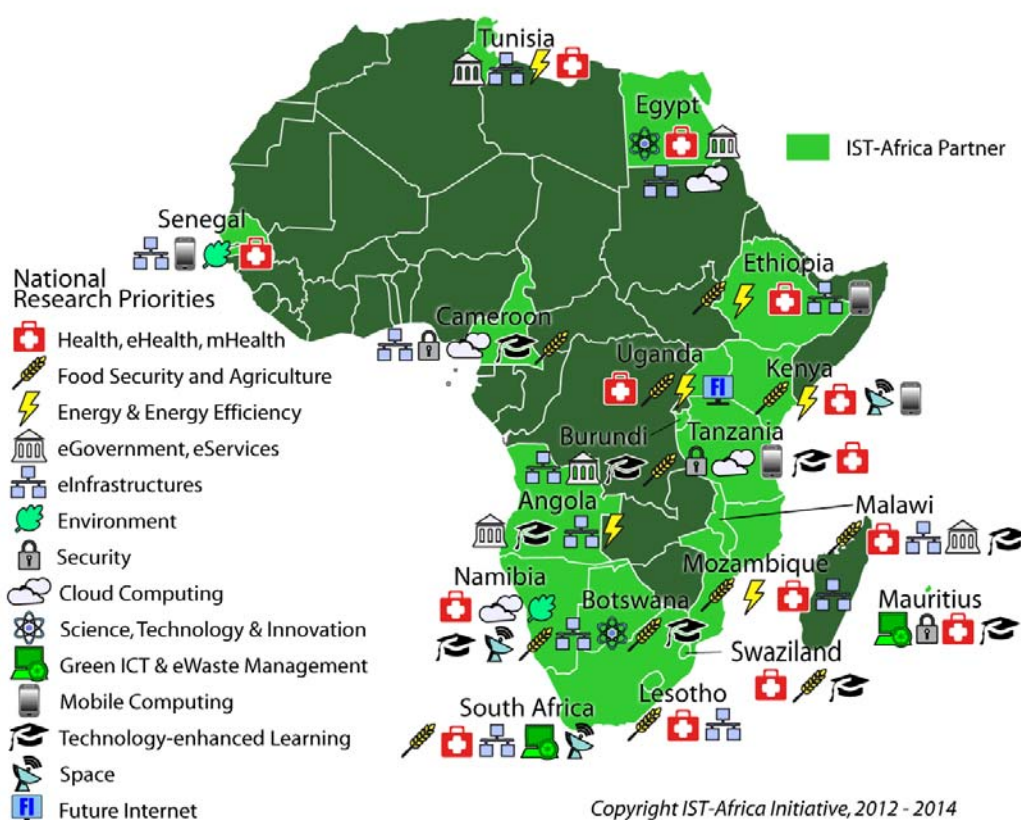 Tunisia
Egypt
IST-Africa Partner
Senegal
Ethiopia
National
Research Priorities
Health, eHealth, mHealth
Food Security and Agriculture
Energy & Energy Efficiency
eGovernment, eServices
eInfrastructures
Environment
Security
Cloud Computing
Science, Technology & Innovation
Green ICT & eWaste Management
Mobile Computing
Technology-enhanced Learning
Space
FI
Future Internet
Cameroon
Uganda
FI
Kenya
Burundi
Tanzania
Angola
Malawi
Namibia
Botswana
Mozambique
Mauritius
Swaziland
Lesotho
South Africa
Copyright IST-Africa Initiative, 2012 - 2014